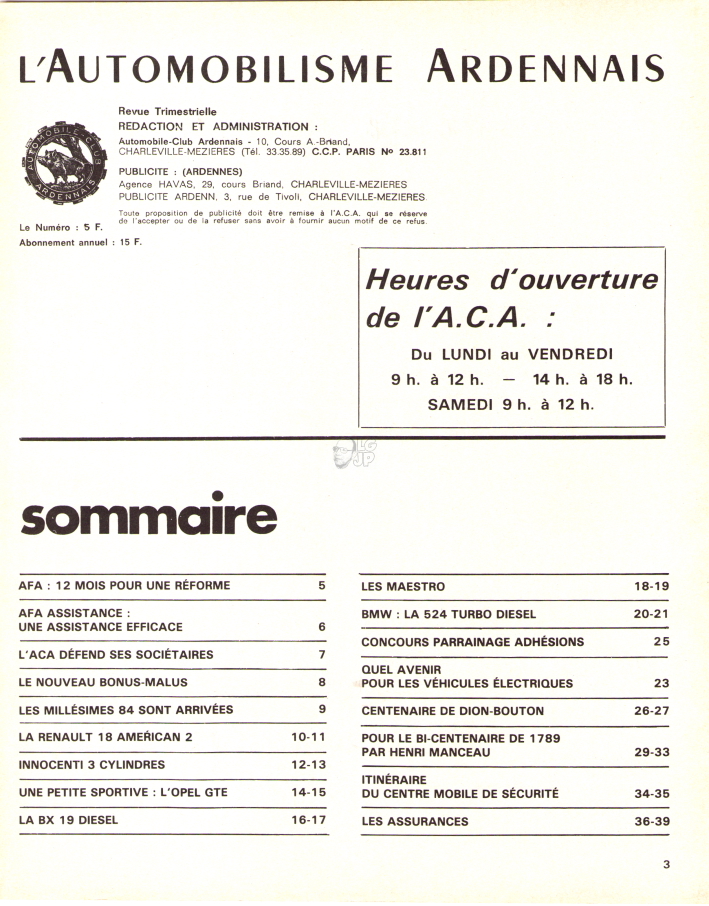 L'AUTOMOBILISME ARDENNAIS
AUTOMOBILE-CLUB
ARDENNAIS
Revue Trimestrielle
REDACTION ET ADMINISTRATION :
Automobile-Club Ardennais - 10, Cours A.-Briand,
CHARLEVILLE-MEZIERES (Tél. 33.35.89) C.C.P. PARIS No 23.811
PUBLICITE : (ARDENNES)
Agence HAVAS, 29, cours Briand, CHARLEVILLE-MEZIERES
PUBLICITE ARDENN, 3, rue de Tivoli, CHARLEVILLE-MEZIERES
Toute proposition de publicité doit être remise à l'A.C.A. qui se réserve
de l'accepter ou de la refuser sans avoir à fournir aucun motif de ce refus.
Le Numéro : 5 F.
Abonnement annuel : 15 F.
Heures d'ouverture
de l'A.C.A. :
Du LUNDI au VENDREDI
9 h. à 12 h. — 14 h. à 18 h.
SAMEDI 9 h. à 12 h.
LG
JP
sommaire
AFA : 12 MOIS POUR UNE RÉFORME 5
AFA ASSISTANCE :
UNE ASSISTANCE EFFICACE 6
L'ACA DÉFEND SES SOCIÉTAIRES 7
LE NOUVEAU BONUS-MALUS 8
LES MILLÉSIMES 84 SONT ARRIVÉES 9
LA RENAULT 18 AMERICAN 2 10-11
INNOCENTI 3 CYLINDRES 12-13
UNE PETITE SPORTIVE : L'OPEL GTE 14-15
LA BX 19 DIESEL 16-17
LES MAESTRO 18-19
BMW : LA 524 TURBO DIESEL 20-21
CONCOURS PARRAINAGE ADHÉSIONS 25
QUEL AVENIR
POUR LES VÉHICULES ÉLECTRIQUES 23
CENTENAIRE DE DION-BOUTON 26-27
POUR LE BI-CENTENAIRE DE 1789
PAR HENRI MANCEAU 29-33
ITINÉRAIRE
DU CENTRE MOBILE DE SÉCURITÉ 34-35
LES ASSURANCES 36-39
3